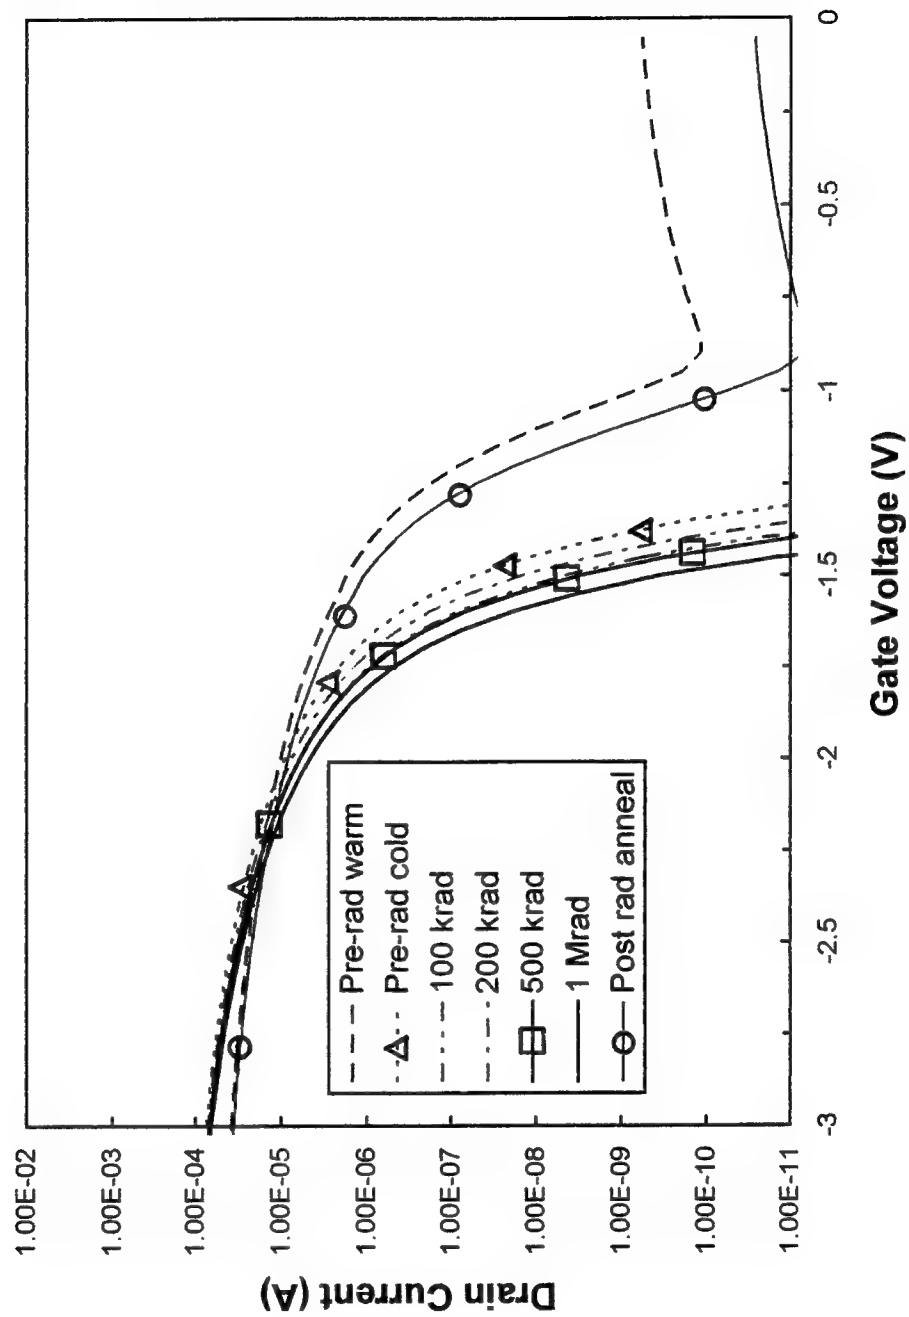 Drain Current (A)
1.00E-02
1.00E-03
1.00E-04
1.00E-05
1.00E-06
1.00E-07
1.00E-08
1.00E-09
1.00E-10
1.00E-11
Pre-rad warm
Pre-rad cold
100 krad
200 krad
500 krad
1 Mrad
Post rad anneal
-3
-2.5
-2
-1.5
-1
-0.5
0
Gate Voltage (V)